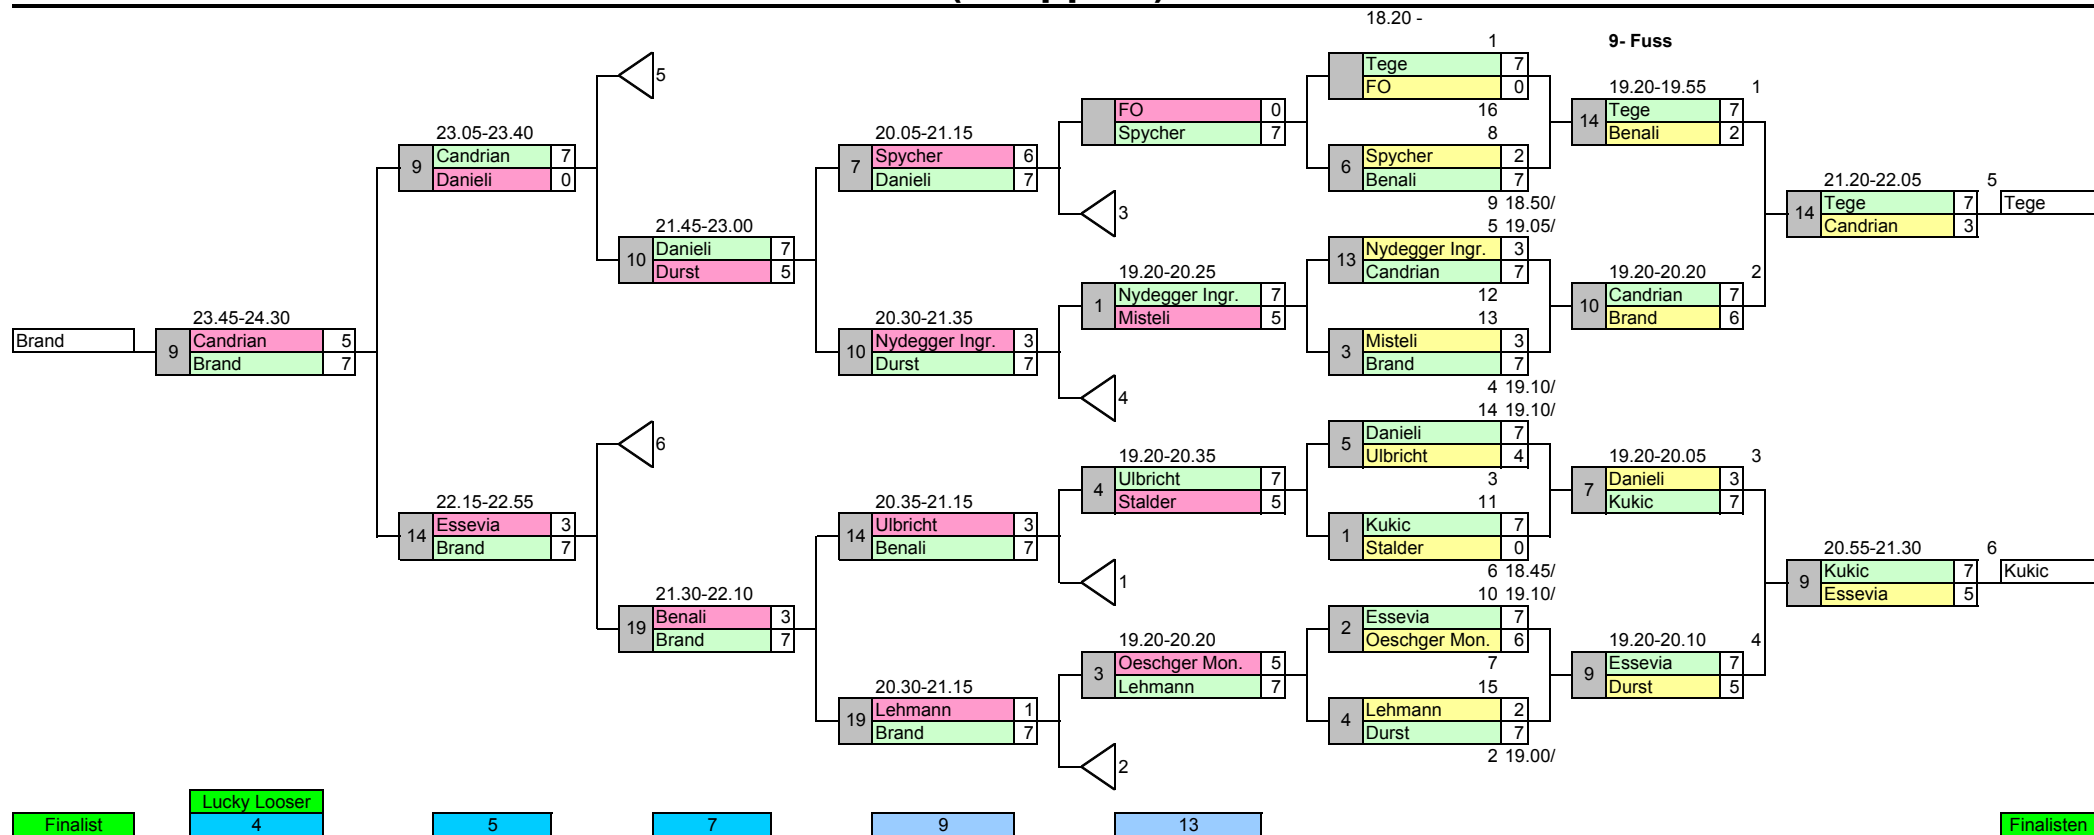 18.20 -
1
9- Fuss
Tege 7
5
FO 0
19.20-19.55 1
FO 0
16
14 Tege 7
23.05-23.40
20.05-21.15
Spycher 7
8
Benali 2
9 Candrian 7
7 Spycher 6
6 Spycher 2
Danieli 0
Danieli 7
Benali 7
21.20-22.05 5
3
9 18.50/
14 Tege 7
Tege
21.45-23.00
5 19.05/
Candrian 3
10 Danieli 7
13 Nydegger Ingr. 3
Durst 5
19.20-20.25
Candrian 7
19.20-20.20 2
1 Nydegger Ingr. 7
12
10 Candrian 7
23.45-24.30
20.30-21.35
Misteli 5
13
Brand 6
Brand
9 Candrian 5
10 Nydegger Ingr. 3
3 Misteli 3
Brand 7
Durst 7
Brand 7
4 19.10/
4
14 19.10/
6
5 Danieli 7
19.20-20.35
Ulbricht 4
19.20-20.05 3
4 Ulbricht 7
3
7 Danieli 3
22.15-22.55
20.35-21.15
Stalder 5
11
Kukic 7
14 Essevia 3
14 Ulbricht 3
1 Kukic 7
Brand 7
Benali 7
Stalder 0
20.55-21.30 6
1
6 18.45/
9 Kukic 7
Kukic
21.30-22.10
10 19.10/
Essevia 5
19 Benali 3
2 Essevia 7
Brand 7
19.20-20.20
Oeschger Mon. 6
19.20-20.10 4
3 Oeschger Mon. 5
7
9 Essevia 7
20.30-21.15
Lehmann 7
15
Durst 5
19 Lehmann 1
4 Lehmann 2
Brand 7
Durst 7
2
2 19.00/
Lucky Looser
Finalist 4 5 7 9 13 Finalisten